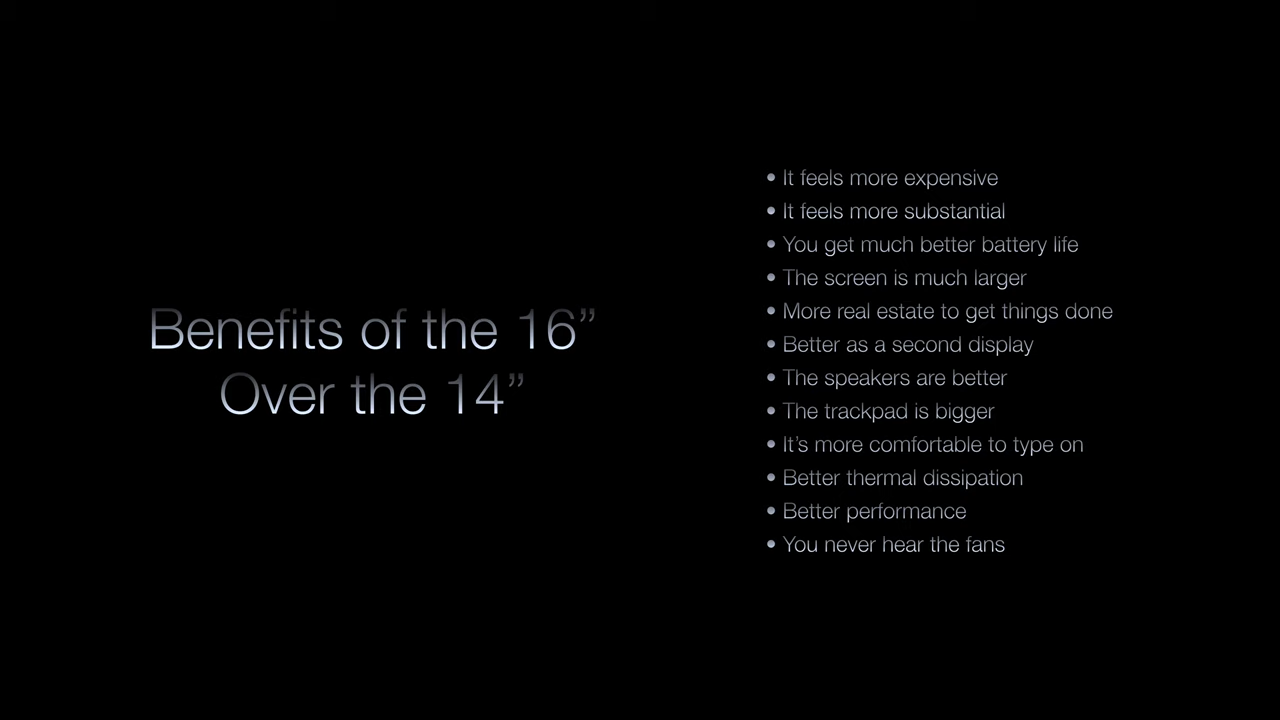 Benefits of the 16”
Over the 14”
• It feels more expensive
• It feels more substantial
• You get much better battery life
• The screen is much larger
• More real estate to get things done
• Better as a second display
• The speakers are better
• The trackpad is bigger
• It’s more comfortable to type on
• Better thermal dissipation
• Better performance
• You never hear the fans